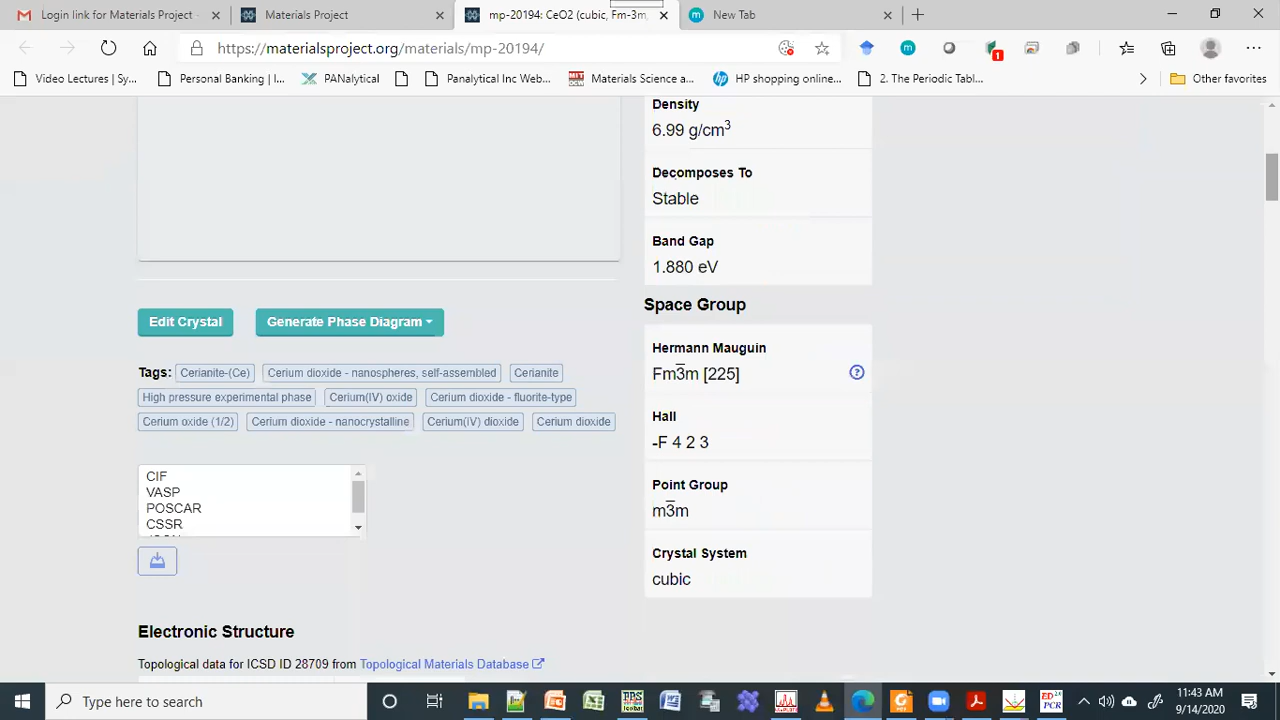 Login link for Materials Project
Materials Project
mp-20194: CeO2 (cubic, Fm-3m,
New Tab
https://materialsproject.org/materials/mp-20194/
1
Video Lectures | Sy...
Personal Banking | I...
PANalytical
Panalytical Inc Web...
Materials Science a...
HP shopping online...
2. The Periodic Tabl...
Other favorites
Density
6.99 g/cm³
Decomposes To
Stable
Band Gap
1.880 eV
Edit Crystal
Generate Phase Diagram
Tags: Cerianite-(Ce) Cerium dioxide - nanospheres, self-assembled Cerianite
High pressure experimental phase Cerium(IV) oxide Cerium dioxide - fluorite-type
Cerium oxide (1/2) Cerium dioxide - nanocrystalline Cerium(IV) dioxide Cerium dioxide
CIF
VASP
POSCAR
CSSR
Space Group
Hermann Mauguin
Fm3̅m [225]
Hall
-F 4 2 3
Point Group
m3̅m
Crystal System
cubic
Electronic Structure
Topological data for ICSD ID 28709 from Topological Materials Database
Type here to search
11:43 AM
9/14/2020